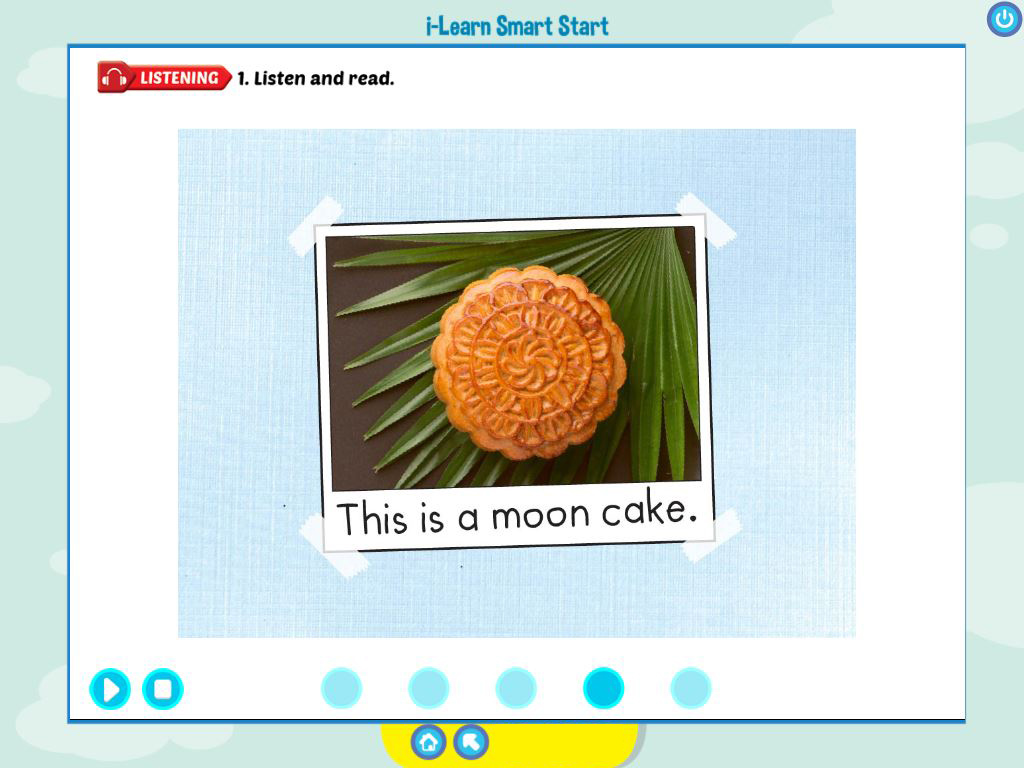 i-Learn Smart Start
LISTENING 1. Listen and read.
This is a moon cake.